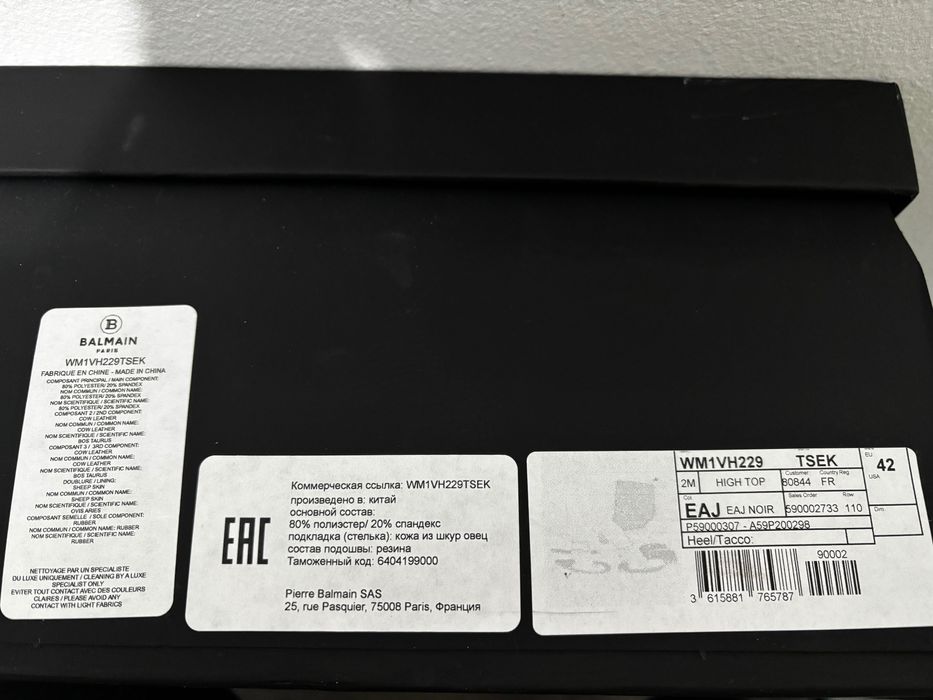 B
BALMAIN
PARIS
WM1VH229TSEK
FABRIQUE EN CHINE - MADE IN CHINA
COMPOSANT PRINCIPAL / MAIN COMPONENT:
80% POLYESTER/ 20% SPANDEX
NOM COMMUN / COMMON NAME:
80% POLYESTER/ 20% SPANDEX
NOM SCIENTIFIQUE / SCIENTIFIC NAME:
80% POLYESTER/ 20% SPANDEX
COMPOSANT 2 / 2ND COMPONENT:
COW LEATHER
NOM COMMUN / COMMON NAME:
COW LEATHER
NOM SCIENTIFIQUE / SCIENTIFIC NAME:
BOS TAURUS
COMPOSANT 3 / 3RD COMPONENT:
COW LEATHER
NOM COMMUN / COMMON NAME:
COW LEATHER
NOM SCIENTIFIQUE / SCIENTIFIC NAME:
BOS TAURUS
DOUBLURE / LINING:
SHEEP SKIN
NOM COMMUN / COMMON NAME:
SHEEP SKIN
NOM SCIENTIFIQUE / SCIENTIFIC NAME:
OVIS ARIES
COMPOSANT SEMELLE / SOLE COMPONENT:
RUBBER
NOM COMMUN / COMMON NAME: RUBBER
NOM SCIENTIFIQUE / SCIENTIFIC NAME:
RUBBER
NETTOYAGE PAR UN SPECIALISTE
DU LUXE UNIQUEMENT / CLEANING BY A LUXE
SPECIALIST ONLY
EVITER TOUT CONTACT AVEC DES COULEURS
CLAIRES / PLEASE AVOID ANY
CONTACT WITH LIGHT FABRICS
EAC
Коммерческая ссылка: WM1VH229TSEK
произведено в: китай
основной состав:
80% полиэстер/ 20% спандекс
подкладка (стелька): кожа из шкур овец
состав подошвы: резина
Таможенный код: 6404199000
Pierre Balmain SAS
25, rue Pasquier, 75008 Paris, Франция
WM1VH229 TSEK
EU
42
USA
2M HIGH TOP Customer 80844 Country Reg. FR
Col EAJ EAJ NOIR Sales Order 590002733 Row 110
Dim.
P59000307 - A59P200298
Heel/Tacco:
90002
3 615881 765787